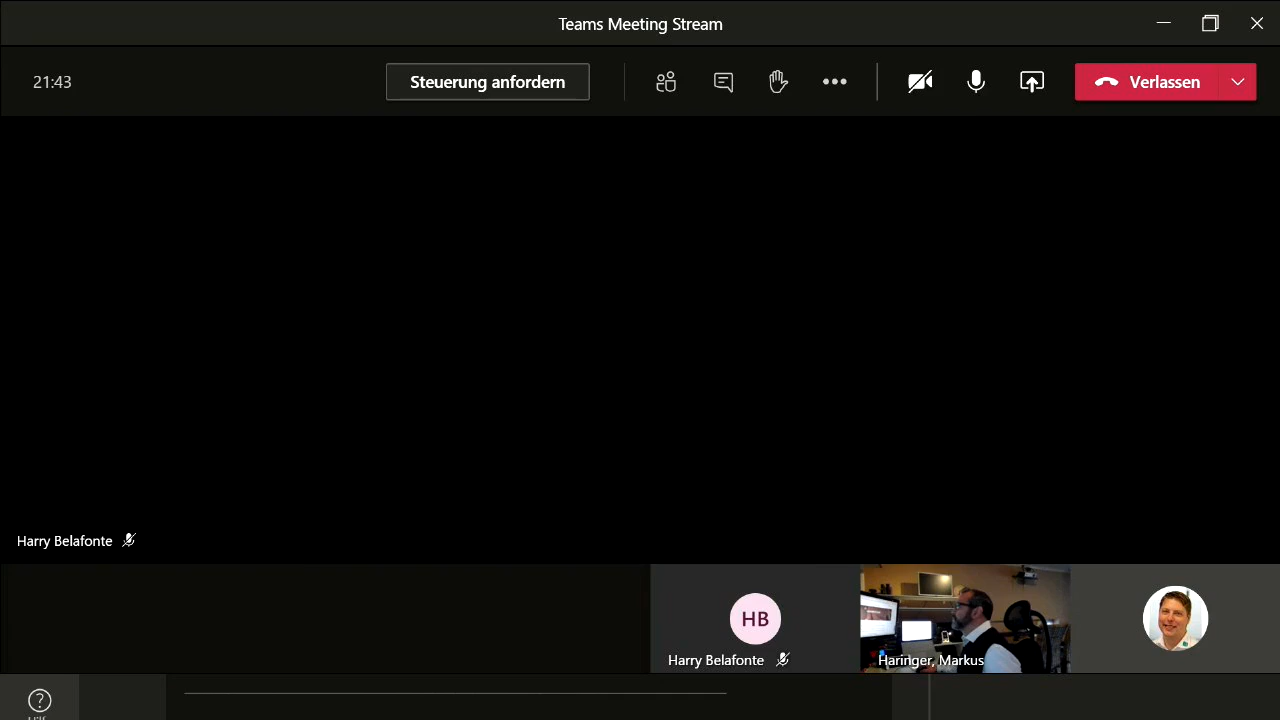 Teams Meeting Stream
21:43
Steuerung anfordern
Verlassen
Harry Belafonte
HB
Harry Belafonte
Haringer, Markus